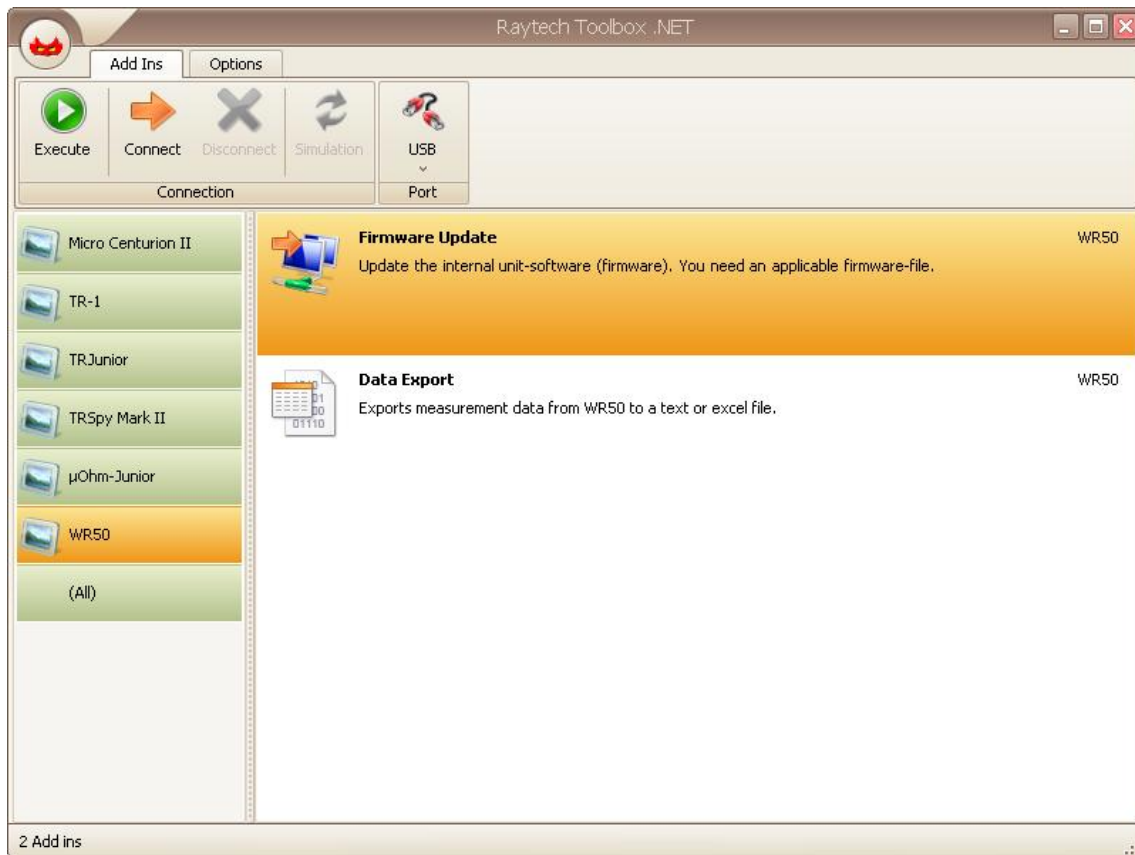 Raytech Toolbox .NET
Add Ins
Options
Execute
Connect
Disconnect
Simulation
USB
Connection
Port
Micro Centurion II
TR-1
TRJunior
TRSpy Mark II
µOhm-Junior
WR50
(All)
Firmware Update
WR50
Update the internal unit-software (firmware). You need an applicable firmware-file.
Data Export
WR50
Exports measurement data from WR50 to a text or excel file.
01110
2 Add ins